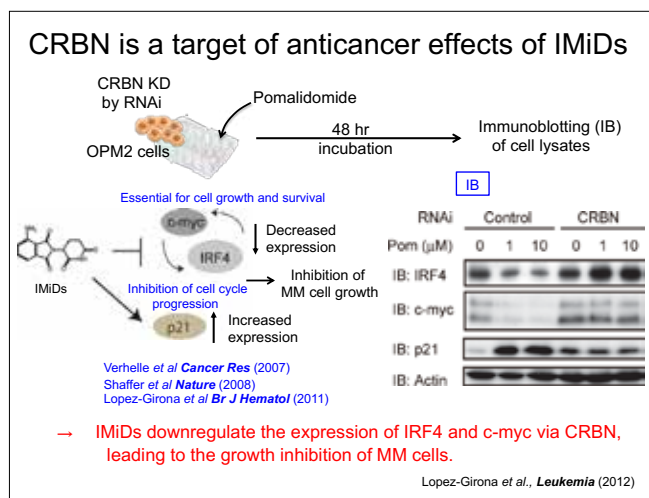 CRBN is a target of anticancer effects of IMiDs
CRBN KD
by RNAi
OPM2 cells
Pomalidomide
48 hr
incubation
Immunoblotting (IB)
of cell lysates
Essential for cell growth and survival
c-myc
IRF4
Decreased
expression
IMiDs
Inhibition of cell cycle
progression
p21
Increased
expression
Inhibition of
MM cell growth
IB
RNAi Control CRBN
Pom (μM) 0 1 10 0 1 10
IB: IRF4
IB: c-myc
IB: p21
IB: Actin
Verhelle et al Cancer Res (2007)
Shaffer et al Nature (2008)
Lopez-Girona et al Br J Hematol (2011)
→ IMiDs downregulate the expression of IRF4 and c-myc via CRBN,
leading to the growth inhibition of MM cells.
Lopez-Girona et al., Leukemia (2012)